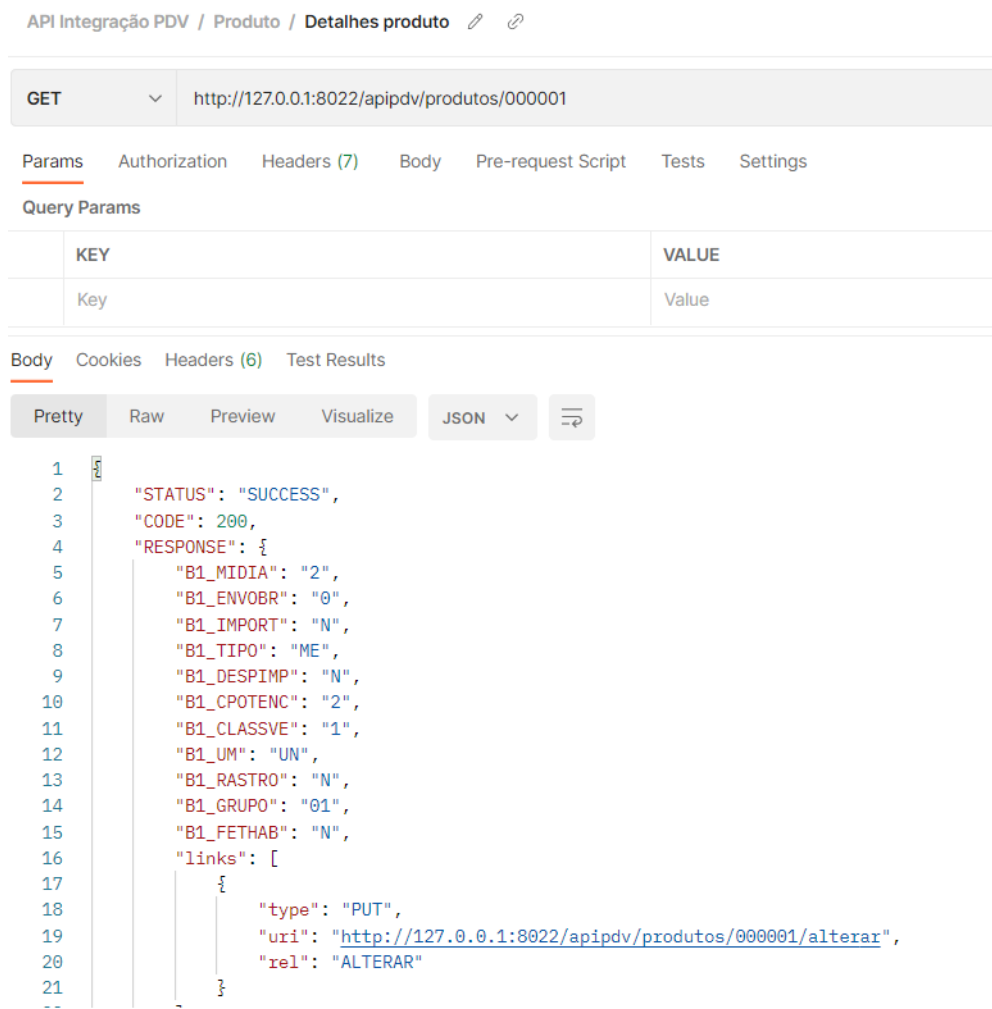 API Integração PDV / Produto / Detalhes produto
GET http://127.0.0.1:8022/apipdv/produtos/000001
Params Authorization Headers (7) Body Pre-request Script Tests Settings
Query Params
KEY VALUE
Key Value
Body Cookies Headers (6) Test Results
Pretty Raw Preview Visualize JSON
1 {
2 "STATUS": "SUCCESS",
3 "CODE": 200,
4 "RESPONSE": {
5 "B1_MIDIA": "2",
6 "B1_ENVOBR": "0",
7 "B1_IMPORT": "N",
8 "B1_TIPO": "ME",
9 "B1_DESPIMP": "N",
10 "B1_CPOTENC": "2",
11 "B1_CLASSVE": "1",
12 "B1_UM": "UN",
13 "B1_RASTRO": "N",
14 "B1_GRUPO": "01",
15 "B1_FETHAB": "N",
16 "links": [
17 {
18 "type": "PUT",
19 "uri": "http://127.0.0.1:8022/apipdv/produtos/000001/alterar",
20 "rel": "ALTERAR"
21 }